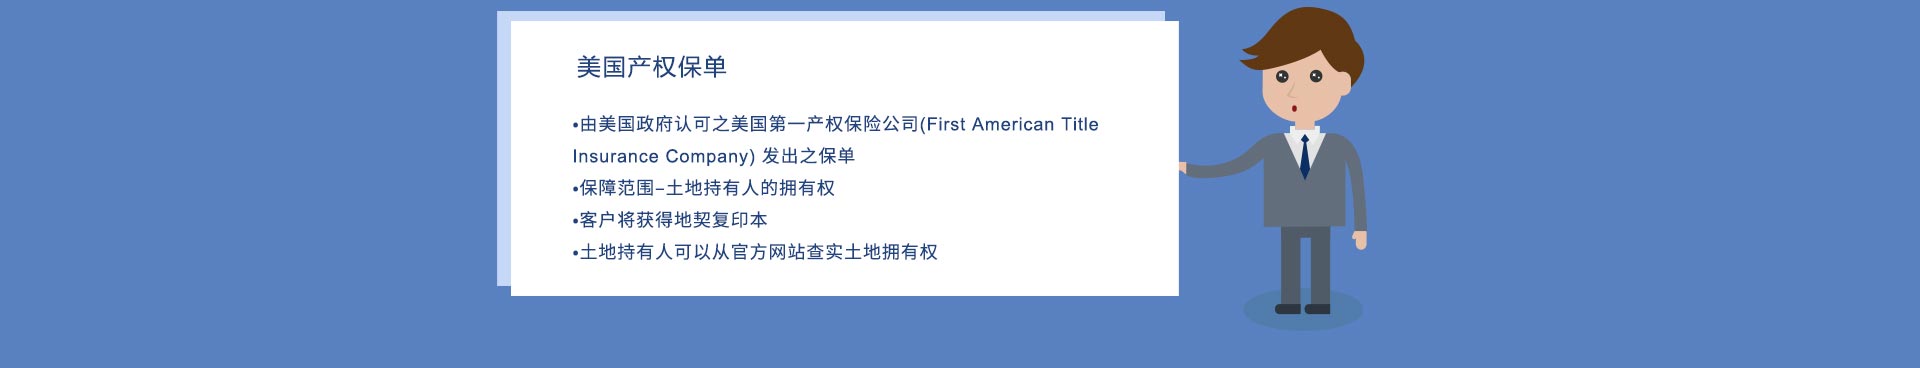 美国产权保单
•由美国政府认可之美国第一产权保险公司(First American Title
Insurance Company) 发出之保单
•保障范围–土地持有人的拥有权
•客户将获得地契复印本
•土地持有人可以从官方网站查实土地拥有权